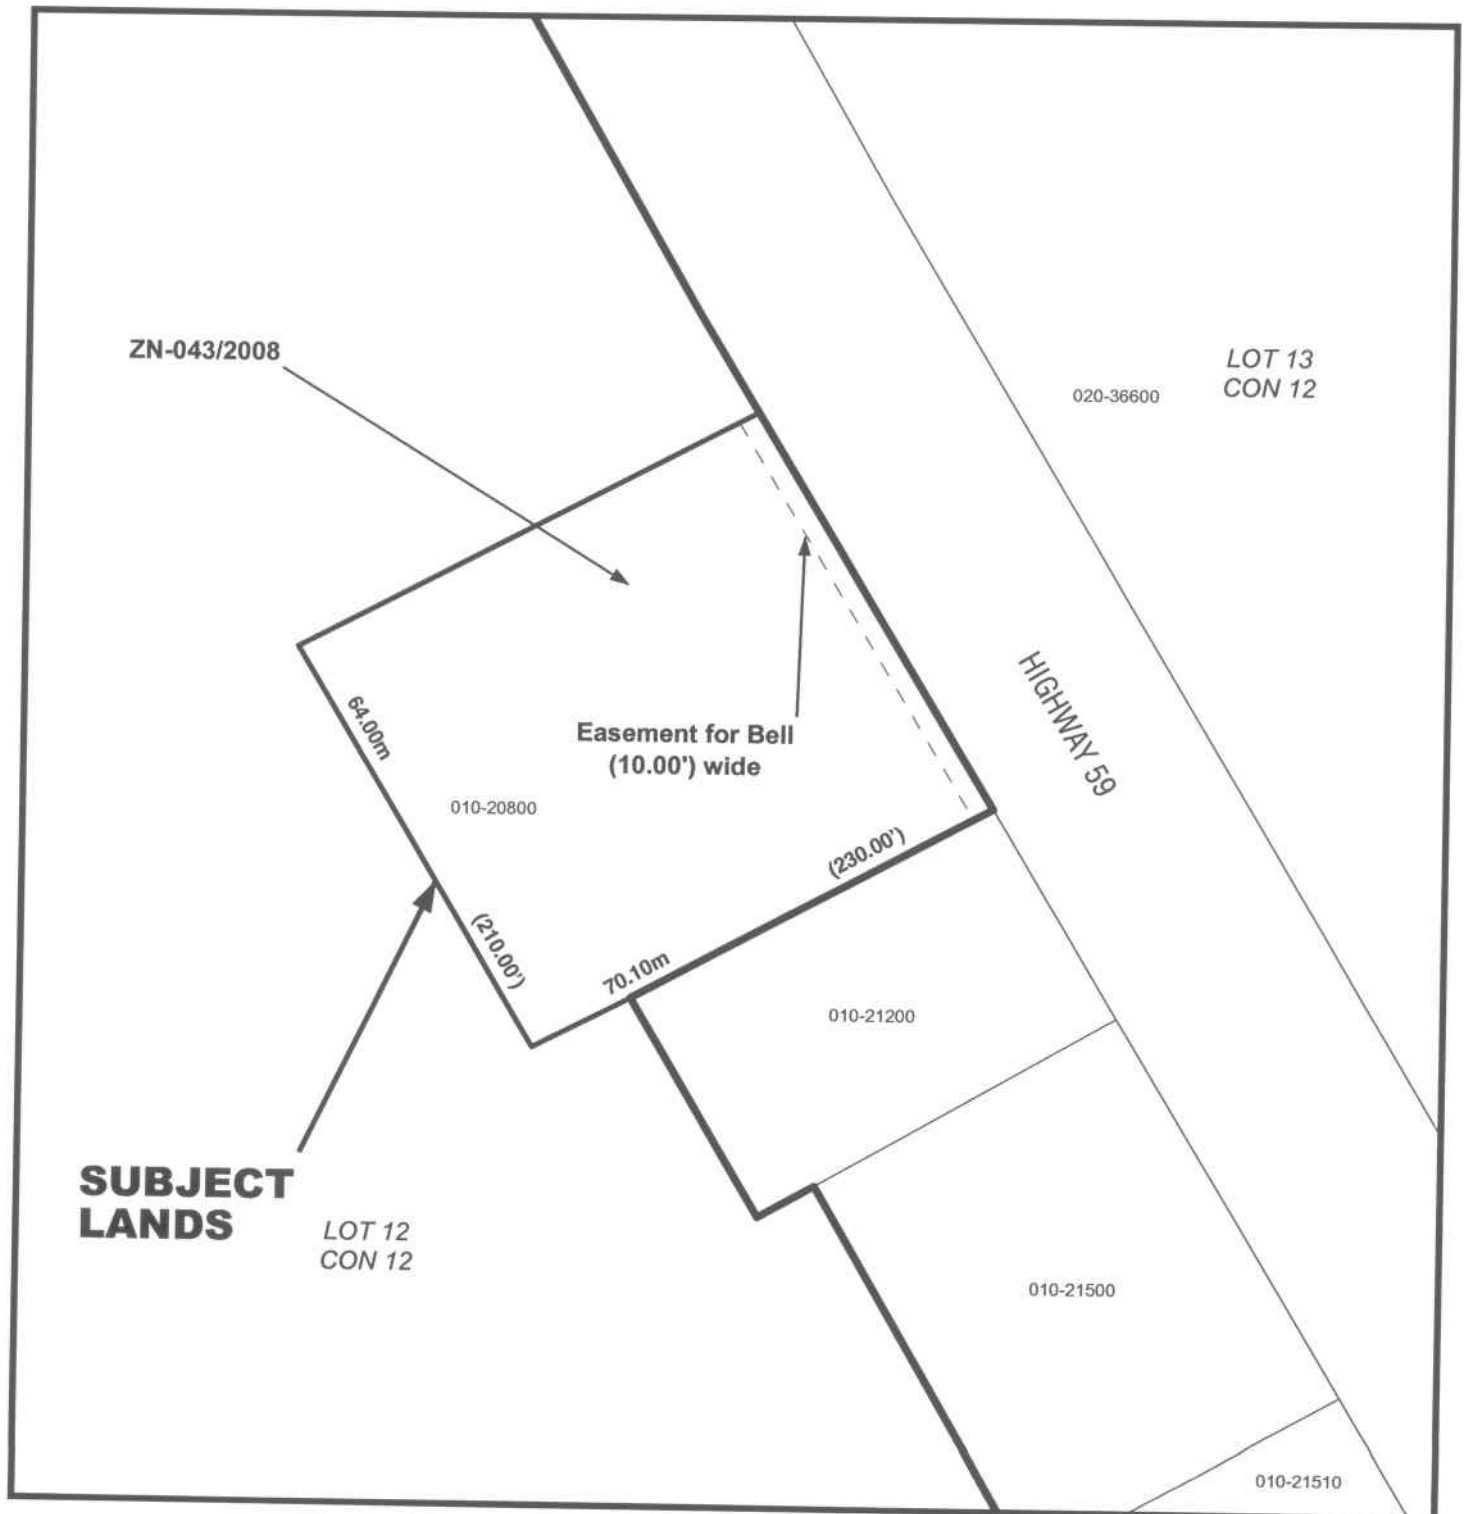 ZN-043/2008
LOT 13
CON 12
020-36600
HIGHWAY 59
64.00m
Easement for Bell
(10.00') wide
010-20800
(230.00')
(210.00')
70.10m
010-21200
SUBJECT
LANDS
LOT 12
CON 12
010-21500
010-21510